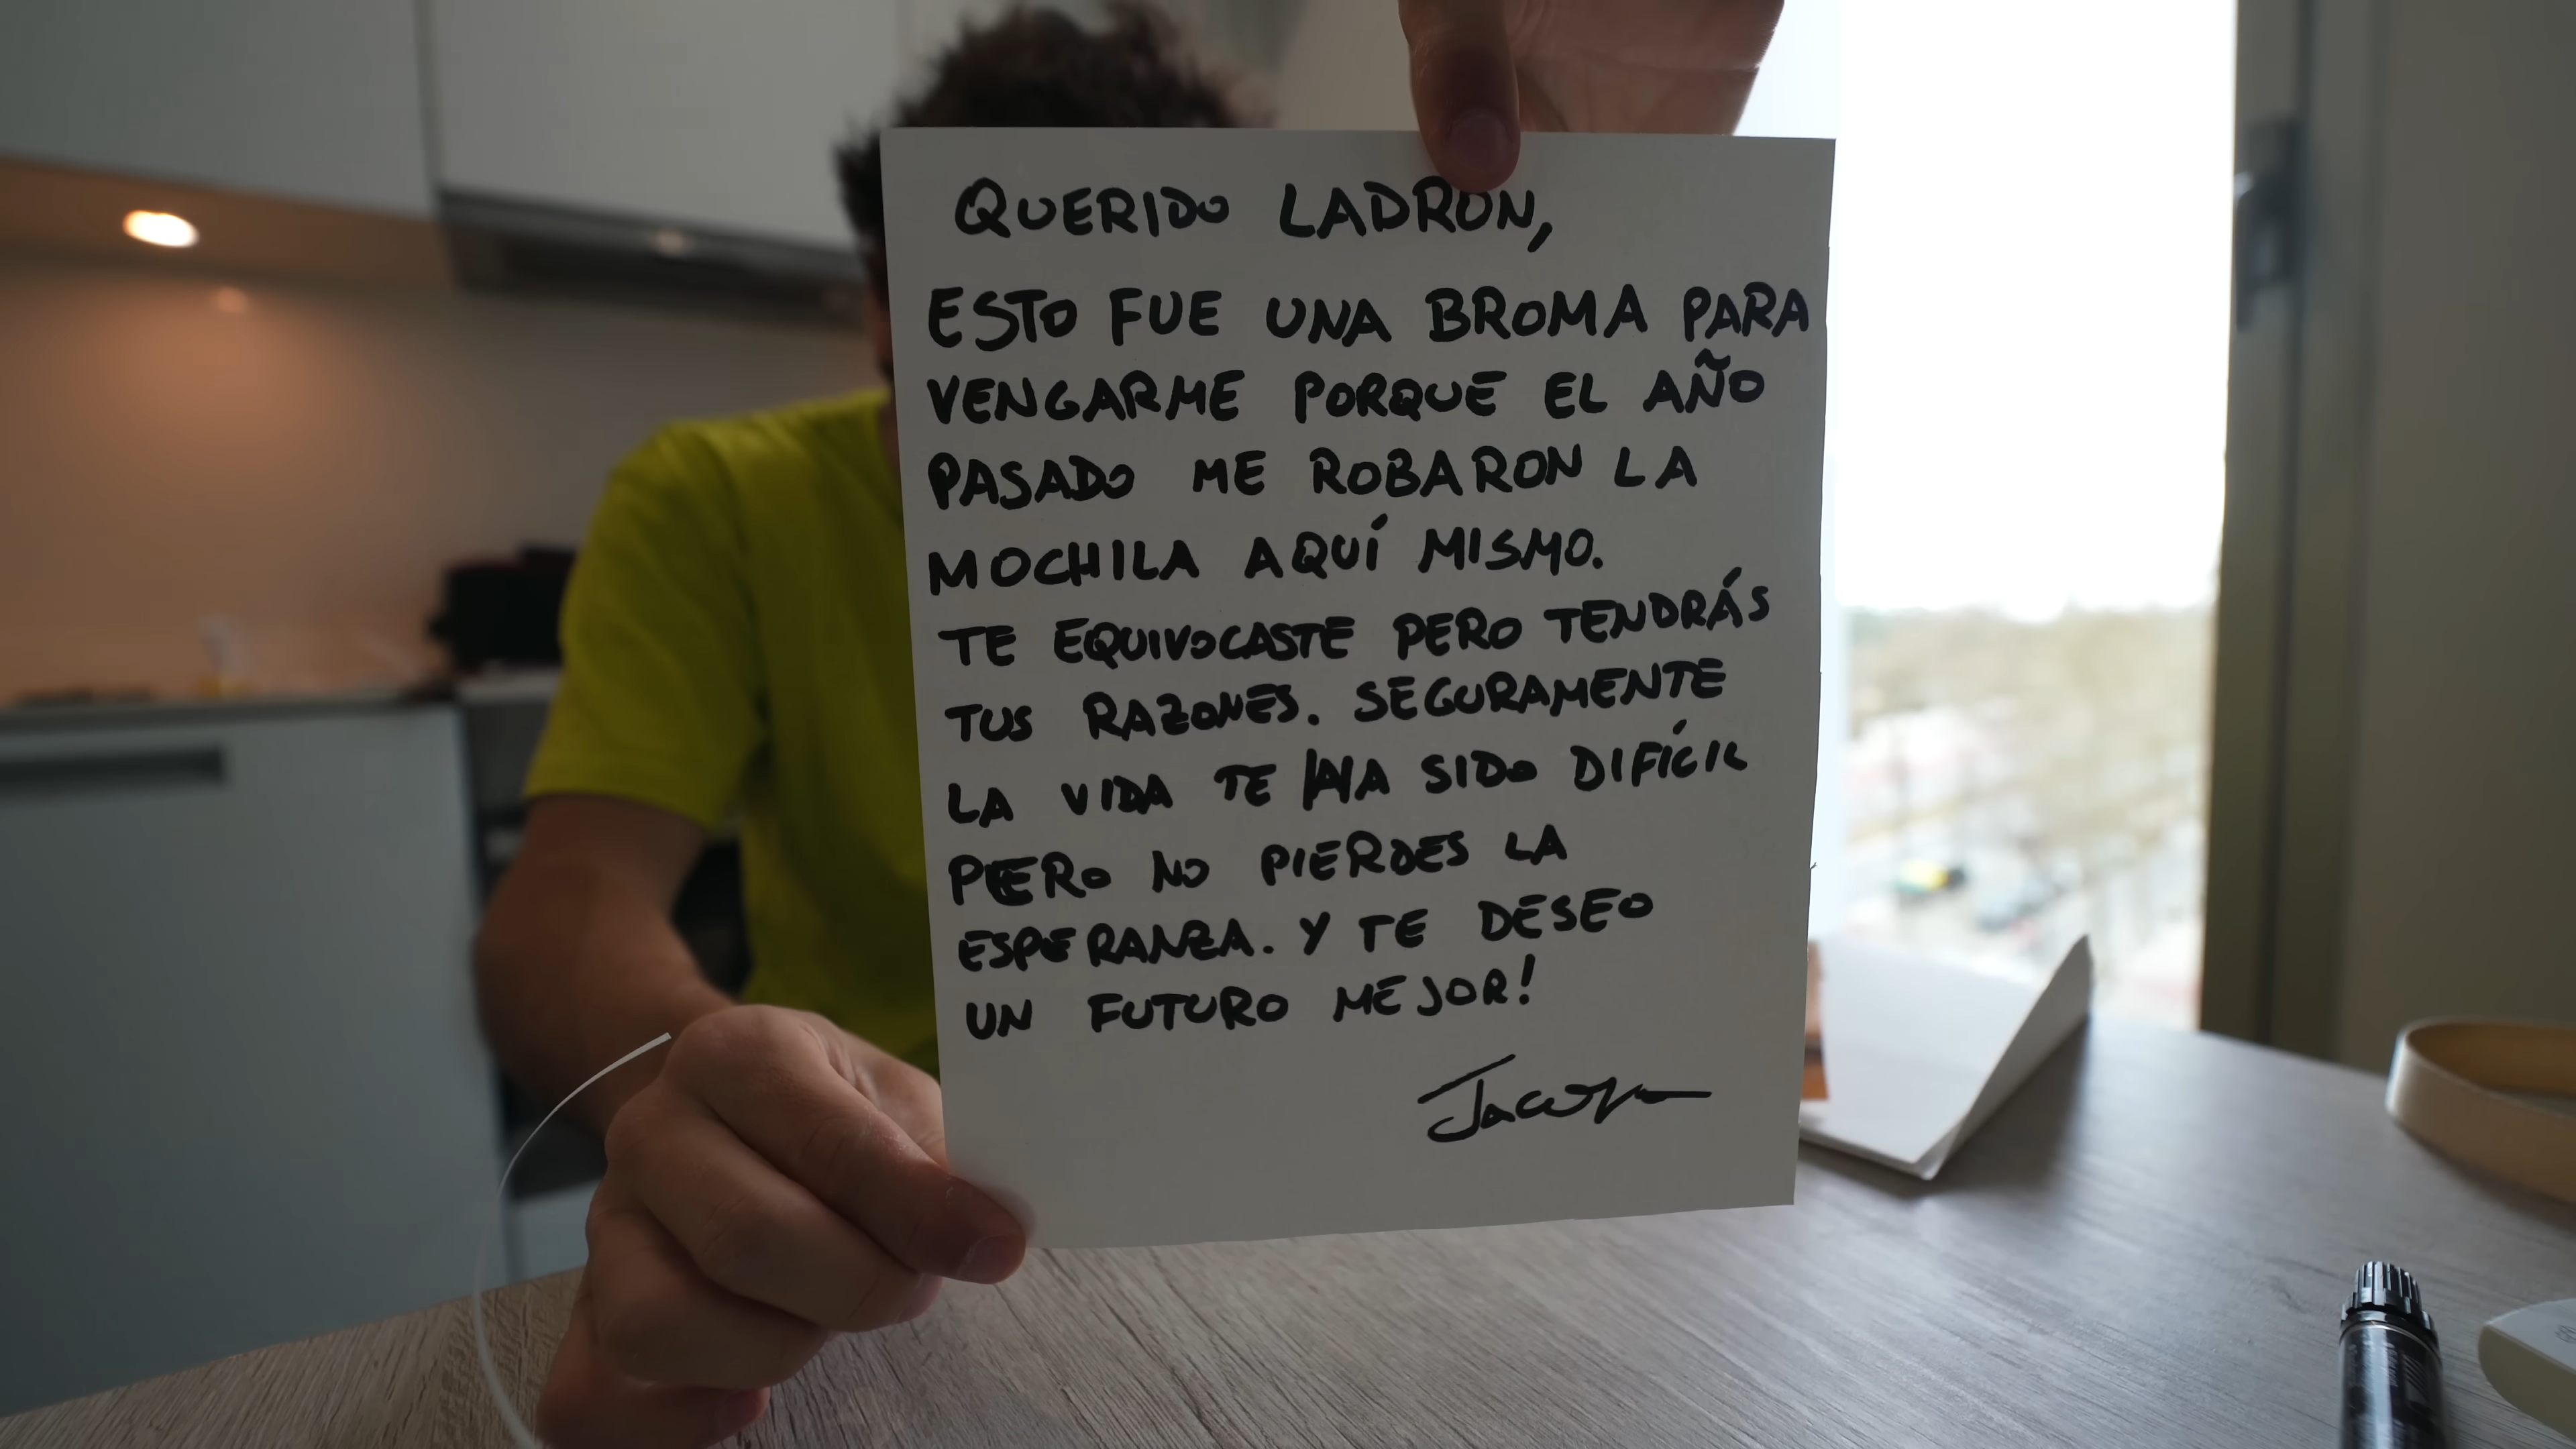 QUERIDO LADRON,
ESTO FUE UNA BROMA PARA
VENGARME PORQUE EL AÑO
PASADO ME ROBARON LA
MOCHILA AQUÍ MISMO.
TE EQUIVOCASTE PERO TENDRÁS
TUS RAZONES. SEGURAMENTE
LA VIDA TE HA SIDO DIFÍCIL
PERO NO PIERDES LA
ESPERANZA. Y TE DESEO
UN FUTURO MEJOR!